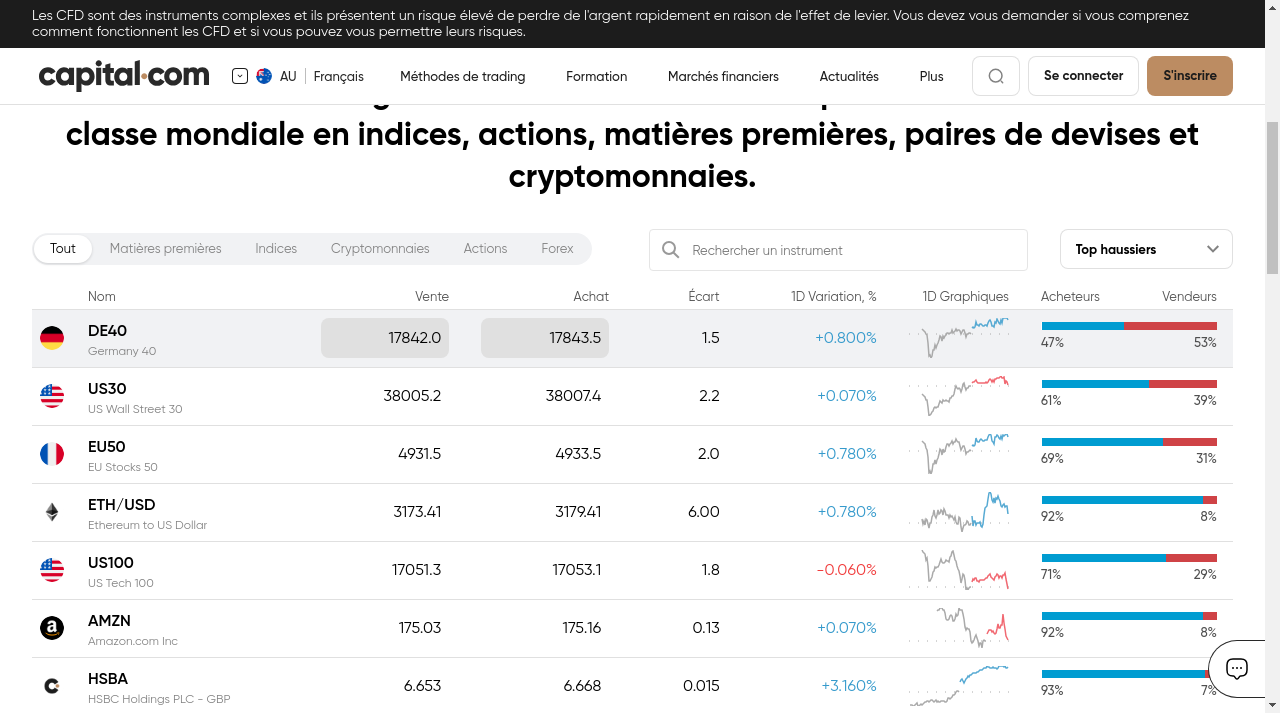 Les CFD sont des instruments complexes et ils présentent un risque élevé de perdre de l'argent rapidement en raison de l'effet de levier. Vous devez vous demander si vous comprenez
comment fonctionnent les CFD et si vous pouvez vous permettre leurs risques.
capital.com
AU Français
Méthodes de trading
Formation
Marchés financiers
Actualités
Plus
Se connecter
S'inscrire
classe mondiale en indices, actions, matières premières, paires de devises et
cryptomonnaies.
Tout Matières premières Indices Cryptomonnaies Actions Forex
Rechercher un instrument
Top haussiers
Nom Vente Achat Écart 1D Variation, % 1D Graphiques Acheteurs Vendeurs
DE40 17842.0 17843.5 1.5 +0.800%
Germany 40 47% 53%
US30 38005.2 38007.4 2.2 +0.070%
US Wall Street 30 61% 39%
EU50 4931.5 4933.5 2.0 +0.780%
EU Stocks 50 69% 31%
ETH/USD 3173.41 3179.41 6.00 +0.780%
Ethereum to US Dollar 92% 8%
US100 17051.3 17053.1 1.8 -0.060%
US Tech 100 71% 29%
AMZN 175.03 175.16 0.13 +0.070%
Amazon.com Inc 92% 8%
HSBA 6.653 6.668 0.015 +3.160%
HSBC Holdings PLC - GBP 93% 7%